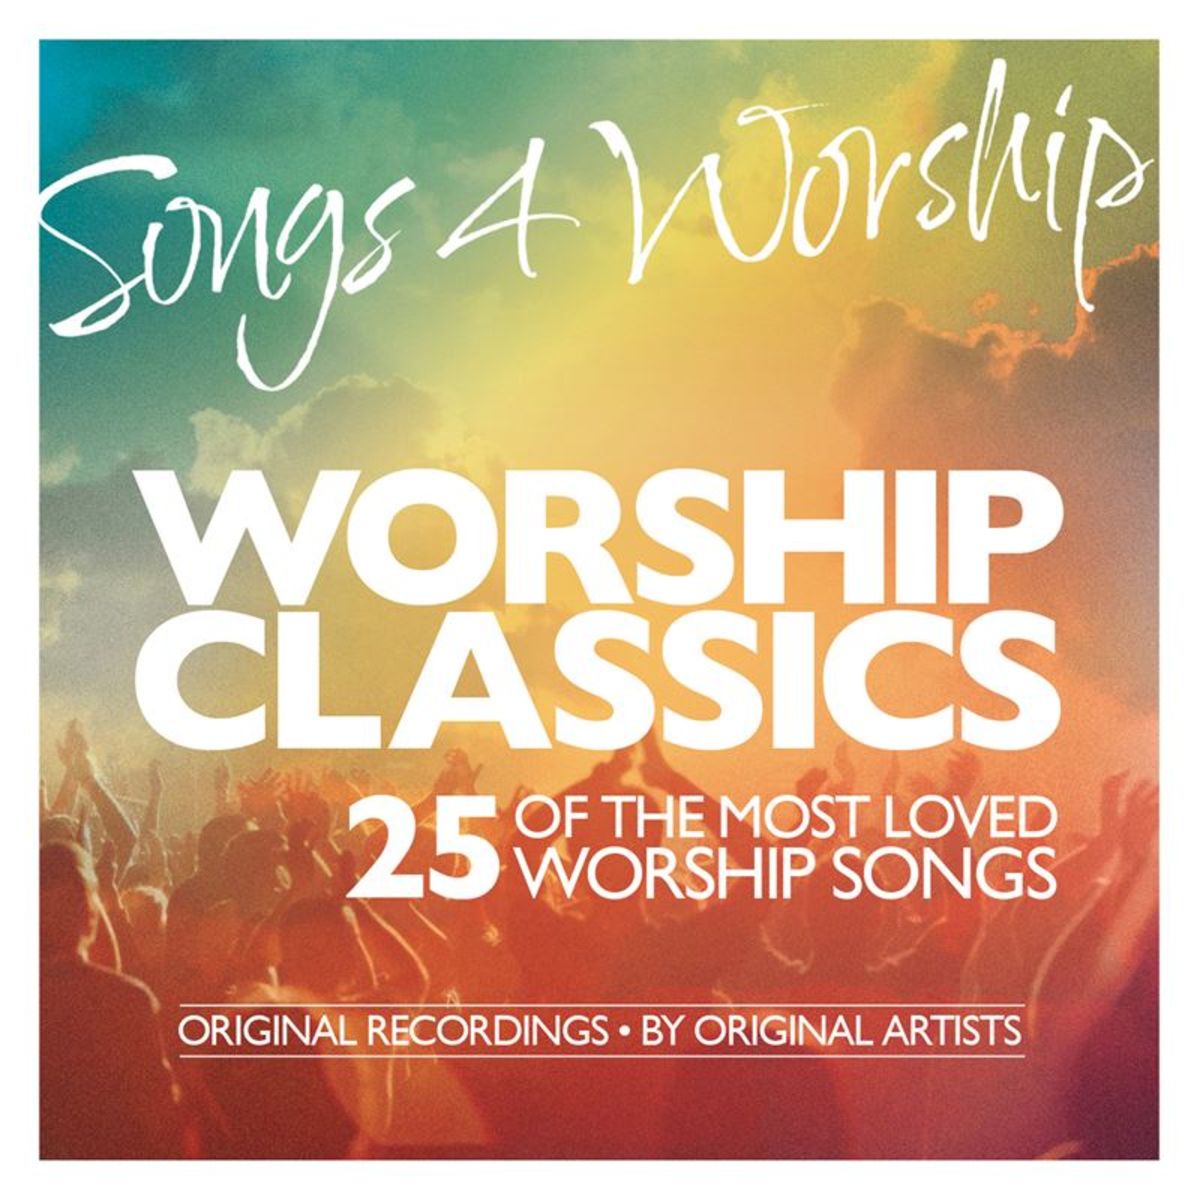 Songs 4 Worship
WORSHIP
CLASSICS
25 OF THE MOST LOVED
WORSHIP SONGS
ORIGINAL RECORDINGS • BY ORIGINAL ARTISTS